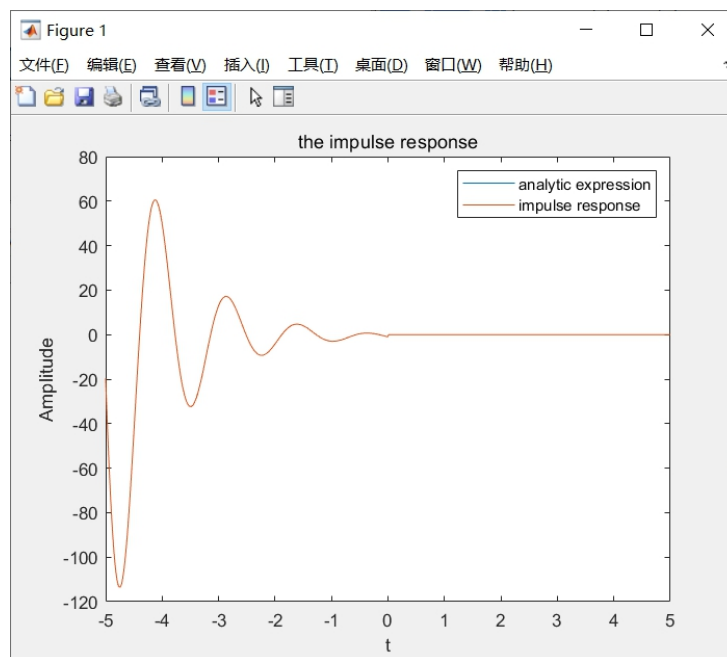 Figure 1
文件(F) 编辑(E) 查看(V) 插入(I) 工具(T) 桌面(D) 窗口(W) 帮助(H)
the impulse response
analytic expression
impulse response
80
60
40
20
0
-20
-40
-60
-80
-100
-120
Amplitude
-5 -4 -3 -2 -1 0 1 2 3 4 5
t